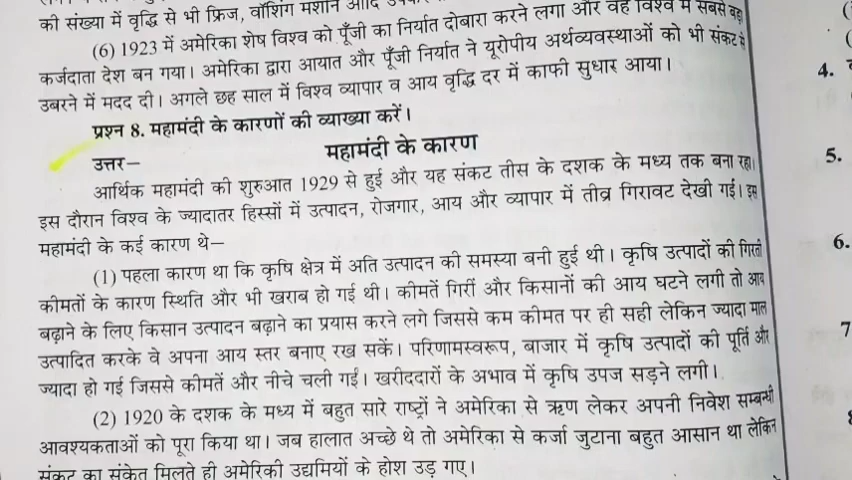 की संख्या में वृद्धि से भी फ्रिज, वॉशिंग मशीन आदि
करने लगा और वह विश्व में सबसे बड़ा
(6) 1923 में अमेरिका शेष विश्व को पूँजी का निर्यात दोबारा
कर्जदाता देश बन गया। अमेरिका द्वारा आयात और पूँजी निर्यात ने यूरोपीय अर्थव्यवस्थाओं को भी संकट से
उबरने में मदद दी। अगले छह साल में विश्व व्यापार व आय वृद्धि दर में काफी सुधार आया।
प्रश्न 8. महामंदी के कारणों की व्याख्या करें।
उत्तर–
महामंदी के कारण
आर्थिक महामंदी की शुरुआत 1929 से हुई और यह संकट तीस के दशक के मध्य तक बना रहा।
इस दौरान विश्व के ज्यादातर हिस्सों में उत्पादन, रोजगार, आय और व्यापार में तीव्र गिरावट देखी गई। इस
महामंदी के कई कारण थे–
(1) पहला कारण था कि कृषि क्षेत्र में अति उत्पादन की समस्या बनी हुई थी। कृषि उत्पादों की गिरती
कीमतों के कारण स्थिति और भी खराब हो गई थी। कीमतें गिरीं और किसानों की आय घटने लगी तो आय
बढ़ाने के लिए किसान उत्पादन बढ़ाने का प्रयास करने लगे जिससे कम कीमत पर ही सही लेकिन ज्यादा माल
उत्पादित करके वे अपना आय स्तर बनाए रख सकें। परिणामस्वरूप, बाजार में कृषि उत्पादों की पूर्ति और
ज्यादा हो गई जिससे कीमतें और नीचे चली गईं। खरीददारों के अभाव में कृषि उपज सड़ने लगी।
(2) 1920 के दशक के मध्य में बहुत सारे राष्ट्रों ने अमेरिका से ऋण लेकर अपनी निवेश सम्बन्धी
आवश्यकताओं को पूरा किया था। जब हालात अच्छे थे तो अमेरिका से कर्जा जुटाना बहुत आसान था लेकिन
संकट का संकेत मिलते ही अमेरिकी उद्यमियों के होश उड़ गए।
4.
5.
6.
7